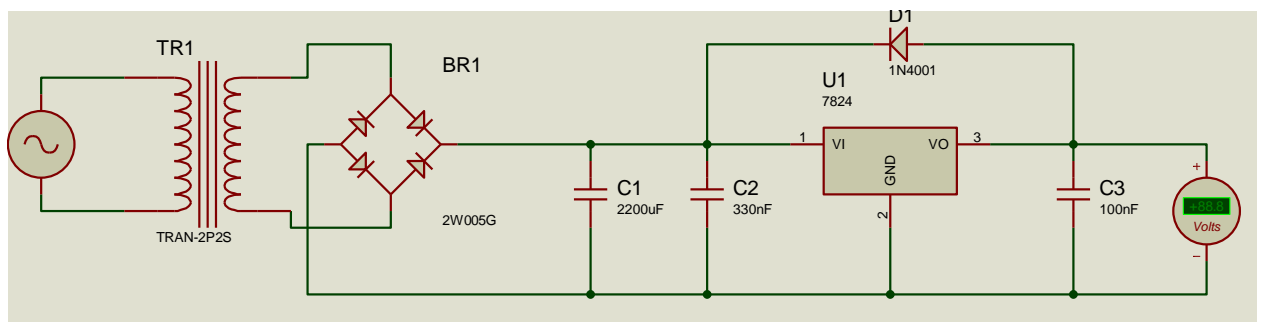 D1
1N4001
TR1
TRAN-2P2S
BR1
2W005G
U1
7824
1
VI
VO
3
GND
2
C1
2200uF
C2
330nF
C3
100nF
+
+88.8
Volts
−